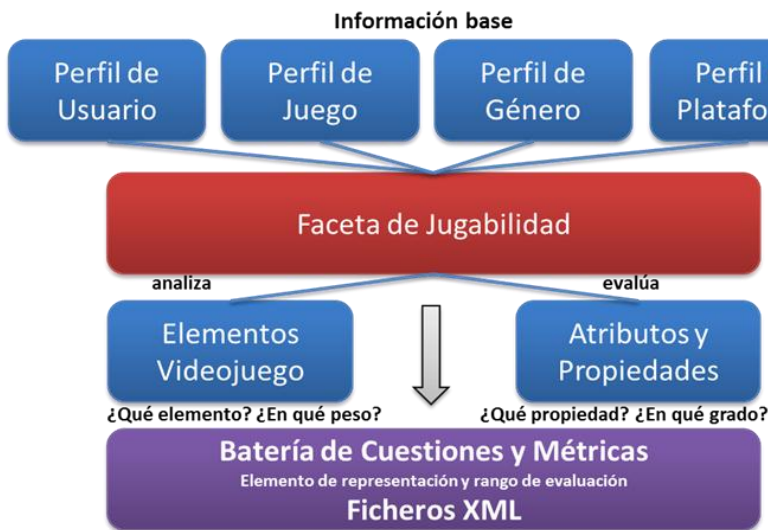 Información base
Perfil de
Usuario
Perfil de
Juego
Perfil de
Género
Perfil
Platafo
Faceta de Jugabilidad
analiza
evalúa
Elementos
Videojuego
Atributos y
Propiedades
¿Qué elemento? ¿En qué peso?
¿Qué propiedad? ¿En qué grado?
Batería de Cuestiones y Métricas
Elemento de representación y rango de evaluación
Ficheros XML